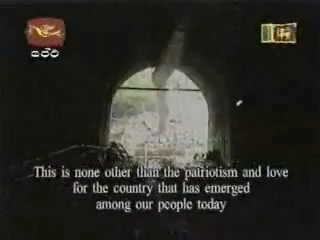 This is none other than the patriotism and love
for the country that has emerged
among our people today